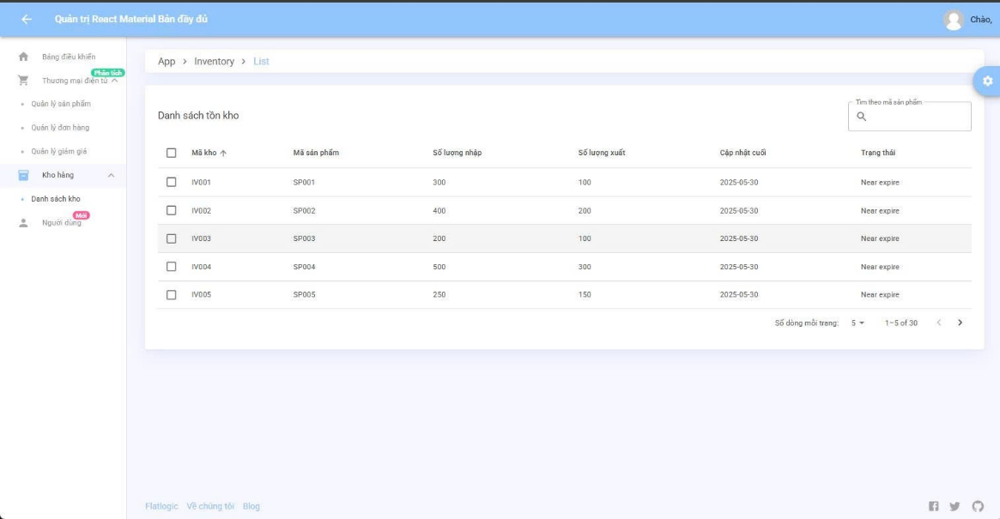 Quản trị React Material Bản đầy đủ
Chào,
Bảng điều khiển
Phân tích
Thương mại điện tử
Quản lý sản phẩm
Quản lý đơn hàng
Quản lý giảm giá
Kho hàng
Danh sách kho
Mới
Người dùng
App > Inventory > List
Danh sách tồn kho
Tìm theo mã sản phẩm
Mã kho Mã sản phẩm Số lượng nhập Số lượng xuất Cập nhật cuối Trạng thái
IV001 SP001 300 100 2025-05-30 Near expire
IV002 SP002 400 200 2025-05-30 Near expire
IV003 SP003 200 100 2025-05-30 Near expire
IV004 SP004 500 300 2025-05-30 Near expire
IV005 SP005 250 150 2025-05-30 Near expire
Số dòng mỗi trang: 5 1–5 of 30
Flatlogic Về chúng tôi Blog